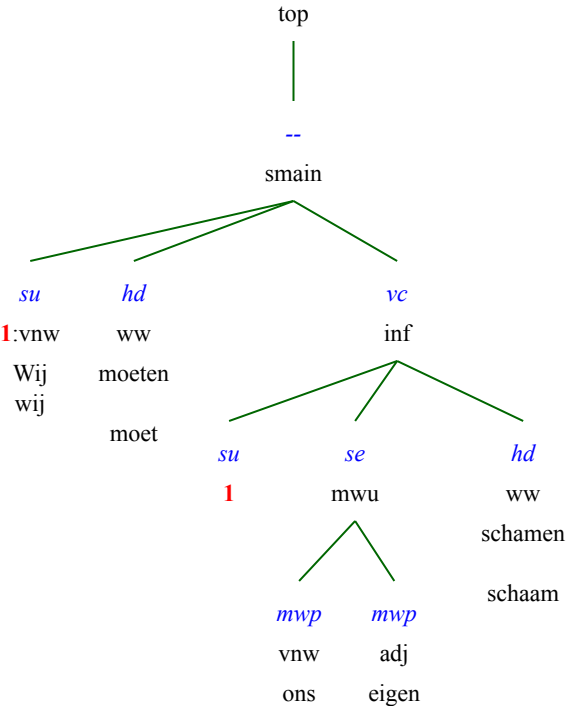 top
--
smain
su hd vc
1:vnw ww inf
Wij moeten
wij
moet
su se hd
1 mwu ww
schamen
schaam
mwp mwp
vnw adj
ons eigen